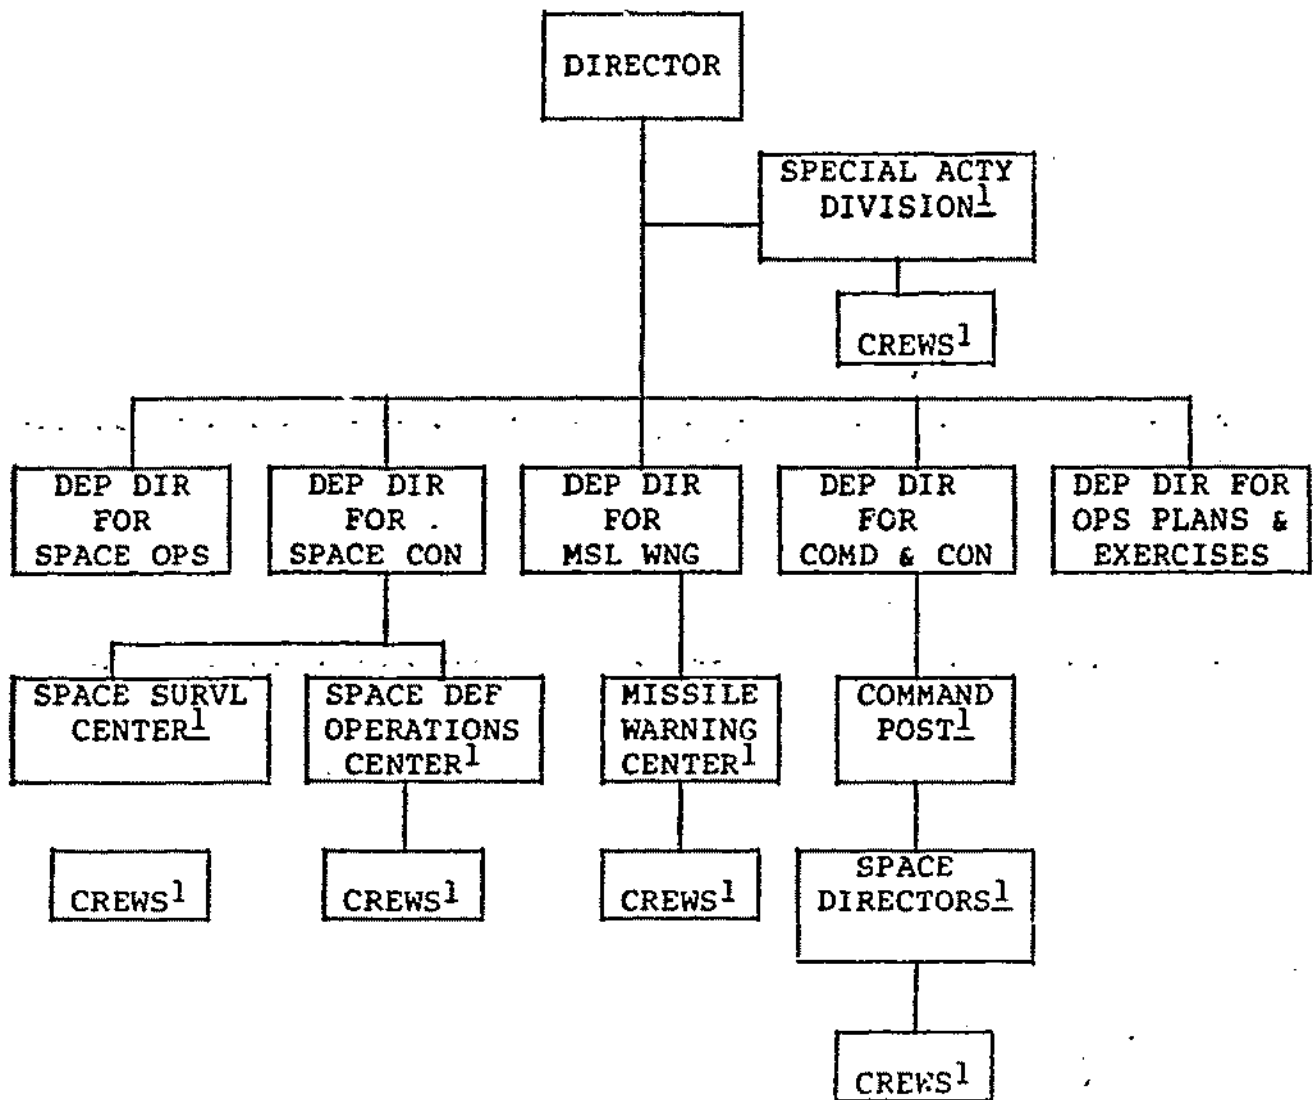 DIRECTOR
SPECIAL ACTY
DIVISION1
CREWS1
DEP DIR
FOR
SPACE OPS
DEP DIR
FOR
SPACE CON
DEP DIR
FOR
MSL WNG
DEP DIR
FOR
COMD & CON
DEP DIR FOR
OPS PLANS &
EXERCISES
SPACE SURVL
CENTER1
SPACE DEF
OPERATIONS
CENTER1
MISSILE
WARNING
CENTER1
COMMAND
POST1
CREWS1
CREWS1
CREWS1
SPACE
DIRECTORS1
CREWS1